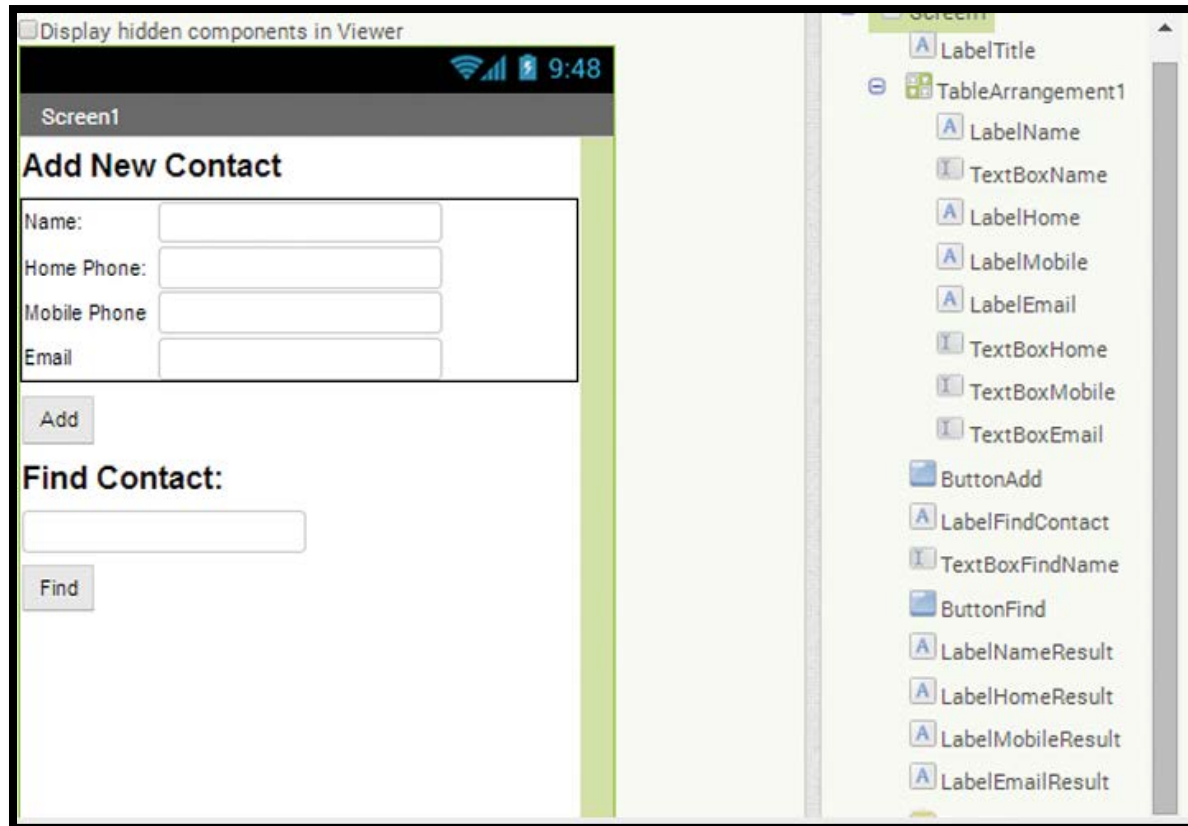 Display hidden components in Viewer
9:48
Screen1
Add New Contact
Name:
Home Phone:
Mobile Phone
Email
Add
Find Contact:
Find
Screen1
LabelTitle
TableArrangement1
LabelName
TextBoxName
LabelHome
LabelMobile
LabelEmail
TextBoxHome
TextBoxMobile
TextBoxEmail
ButtonAdd
LabelFindContact
TextBoxFindName
ButtonFind
LabelNameResult
LabelHomeResult
LabelMobileResult
LabelEmailResult